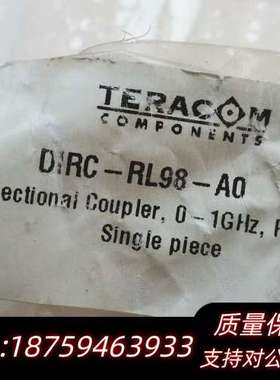 TERACOM
COMPONENTS
DIRC-RL98-A0
ectional Coupler, 0-1GHz,
Single piece
质量保
:18759463933
支持对公